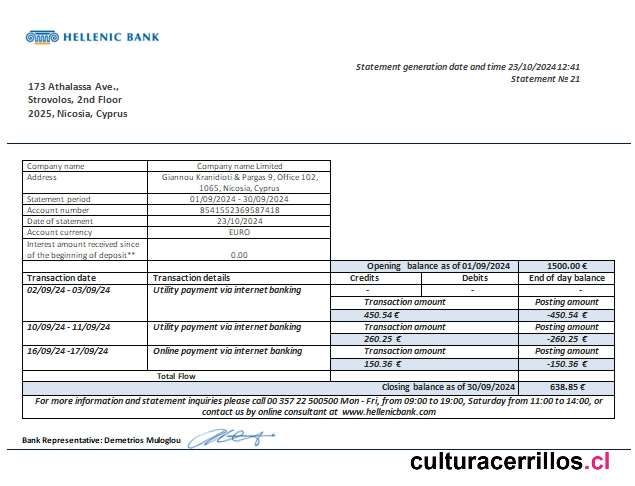 HELLENIC BANK
Statement generation date and time 23/10/2024 12:41
Statement № 21
173 Athalassa Ave.,
Strovolos, 2nd Floor
2025, Nicosia, Cyprus
Company name Company name Limited
Address Giannou Kranidioti & Pargas 9, Office 102,
1065, Nicosia, Cyprus
Statement period 01/09/2024 - 30/09/2024
Account number 8541552369587418
Date of statement 23/10/2024
Account currency EURO
Interest amount received since
of the beginning of deposit** 0.00
Opening balance as of 01/09/2024 1500.00 €
Transaction date Transaction details Credits Debits End of day balance
02/09/24 - 03/09/24 Utility payment via internet banking - - -
Transaction amount Posting amount
450.54 € -450.54 €
10/09/24 - 11/09/24 Utility payment via internet banking Transaction amount Posting amount
260.25 € -260.25 €
16/09/24 -17/09/24 Online payment via internet banking Transaction amount Posting amount
150.36 € -150.36 €
Total Flow
Closing balance as of 30/09/2024 638.85 €
For more information and statement inquiries please call 00 357 22 500500 Mon - Fri, from 09:00 to 19:00, Saturday from 11:00 to 14:00, or
contact us by online consultant at www.hellenicbank.com
Bank Representative: Demetrios Muloglou
culturacerrillos.cl